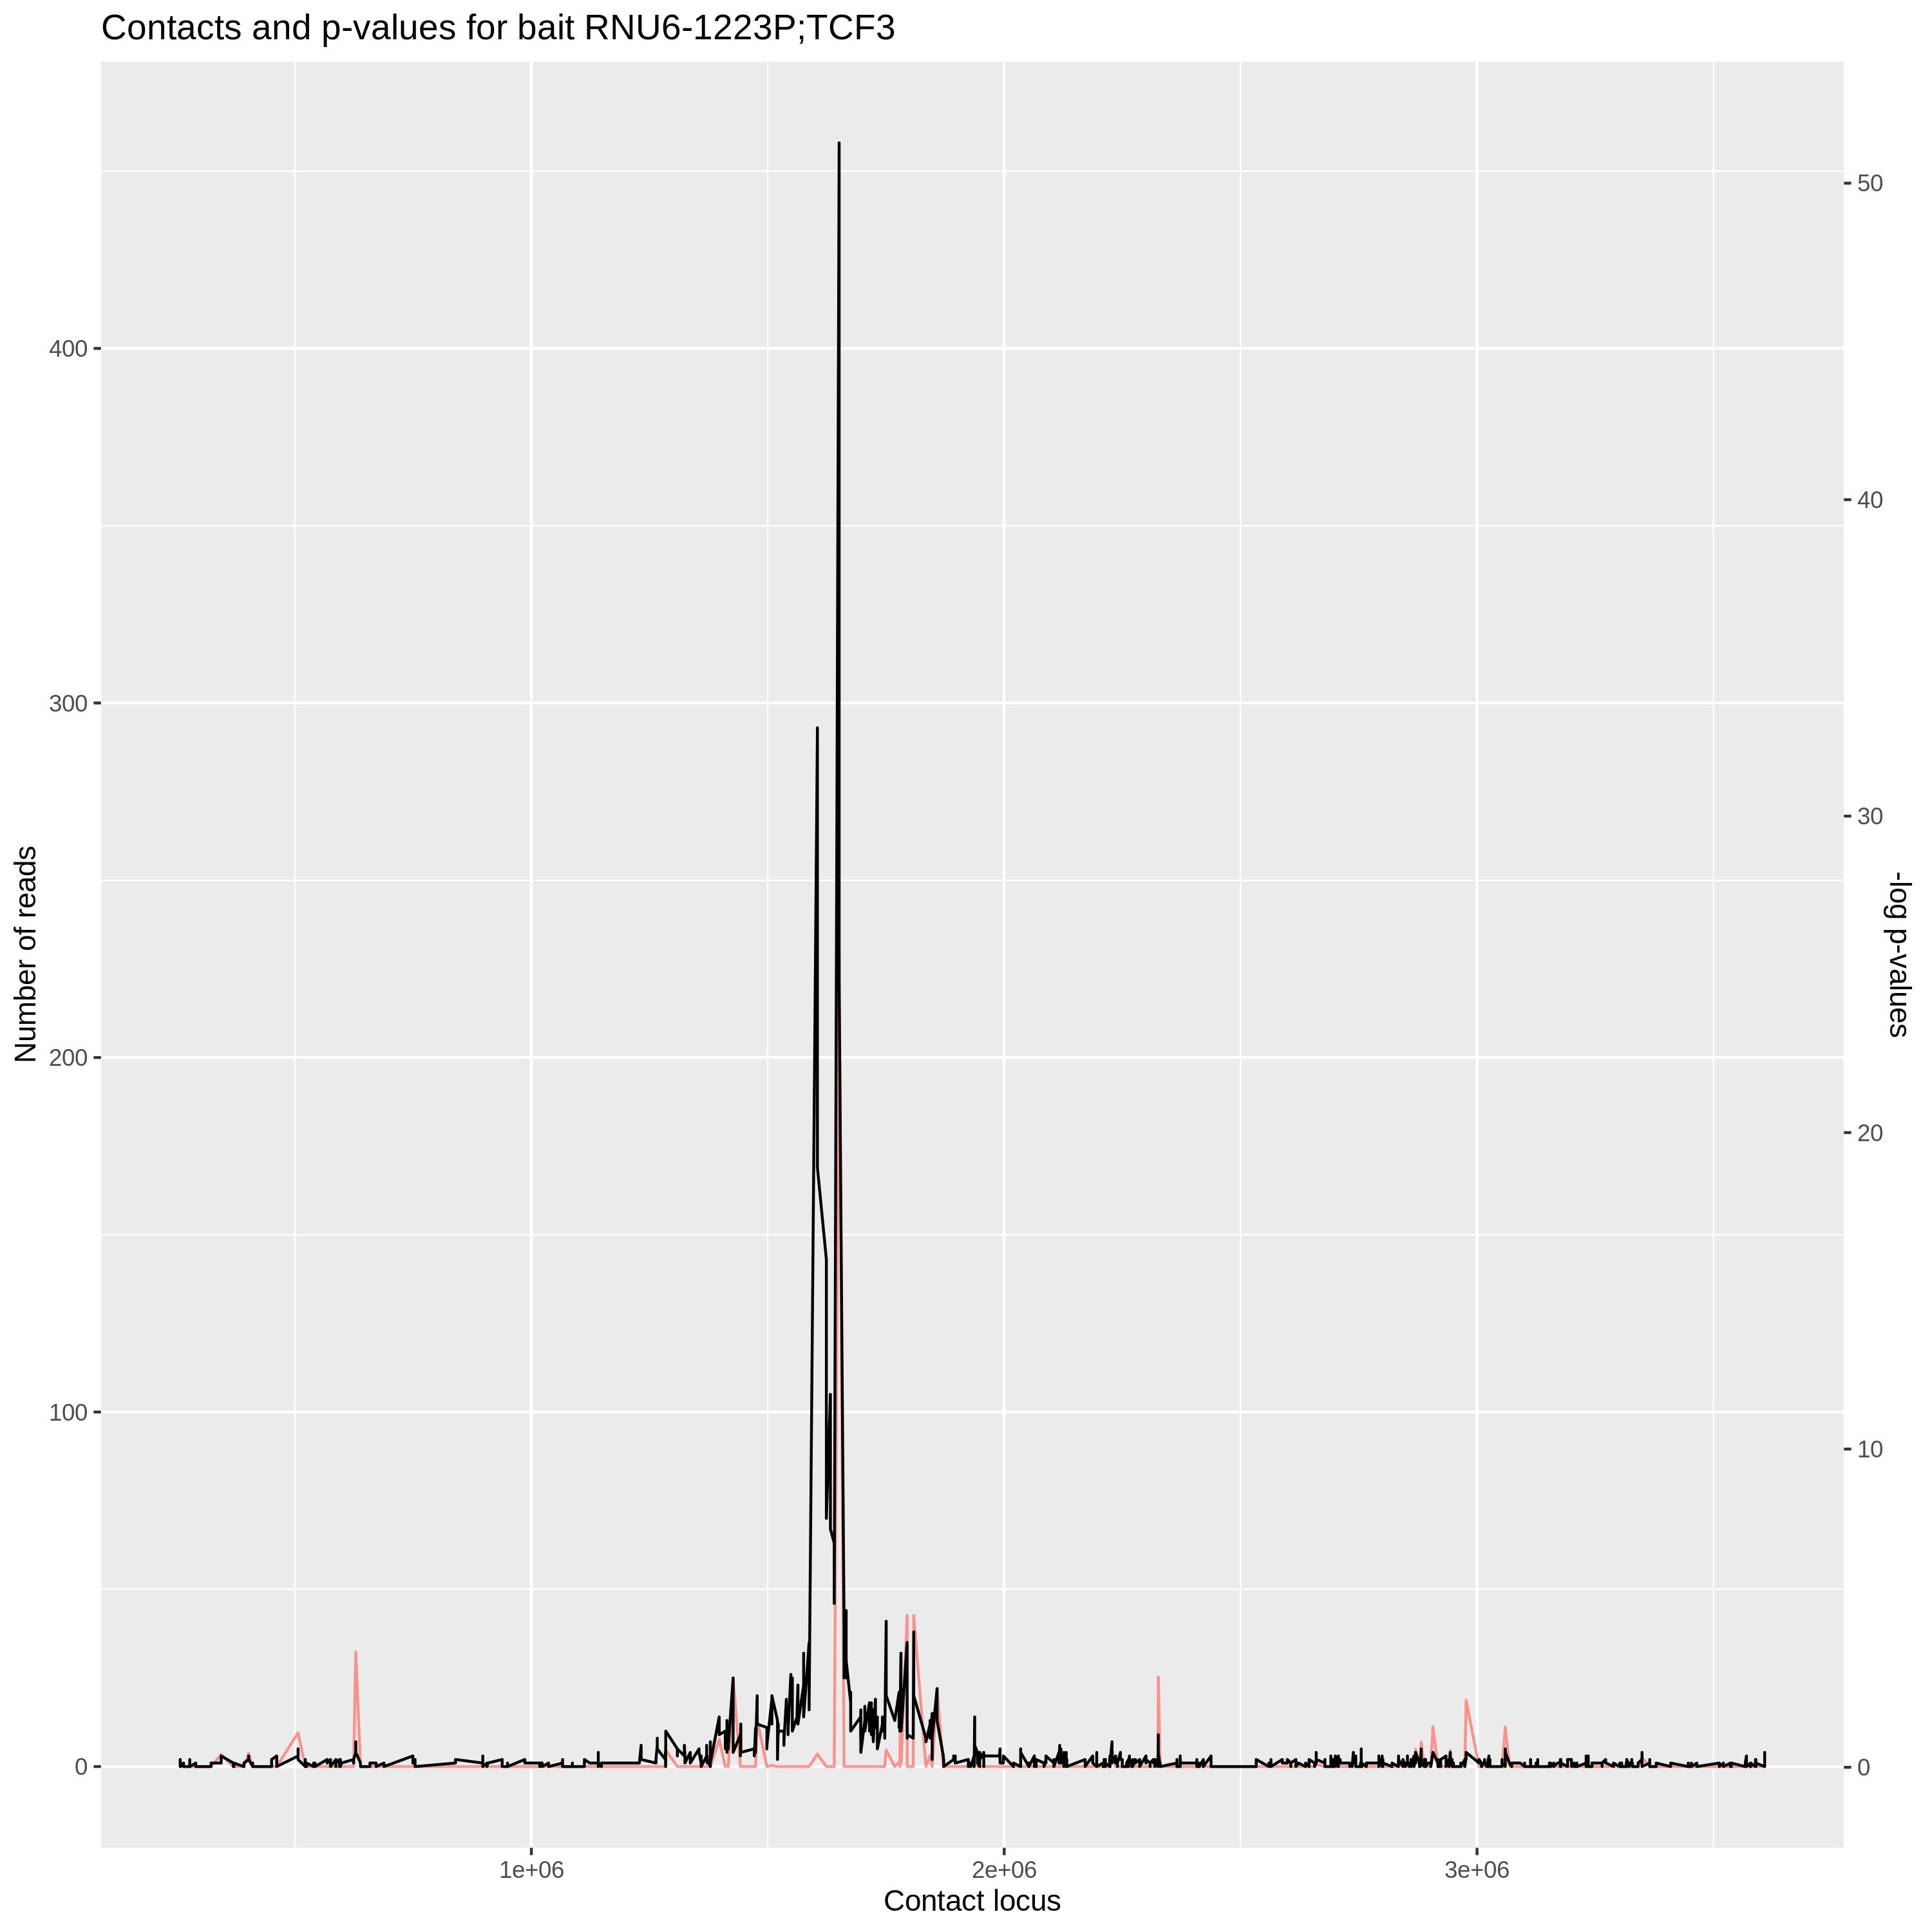 Contacts and p-values for bait RNU6-1223P;TCF3
Number of reads
400
300
200
100
0
50
40
30
20
10
0
-log p-values
1e+06
2e+06
3e+06
Contact locus